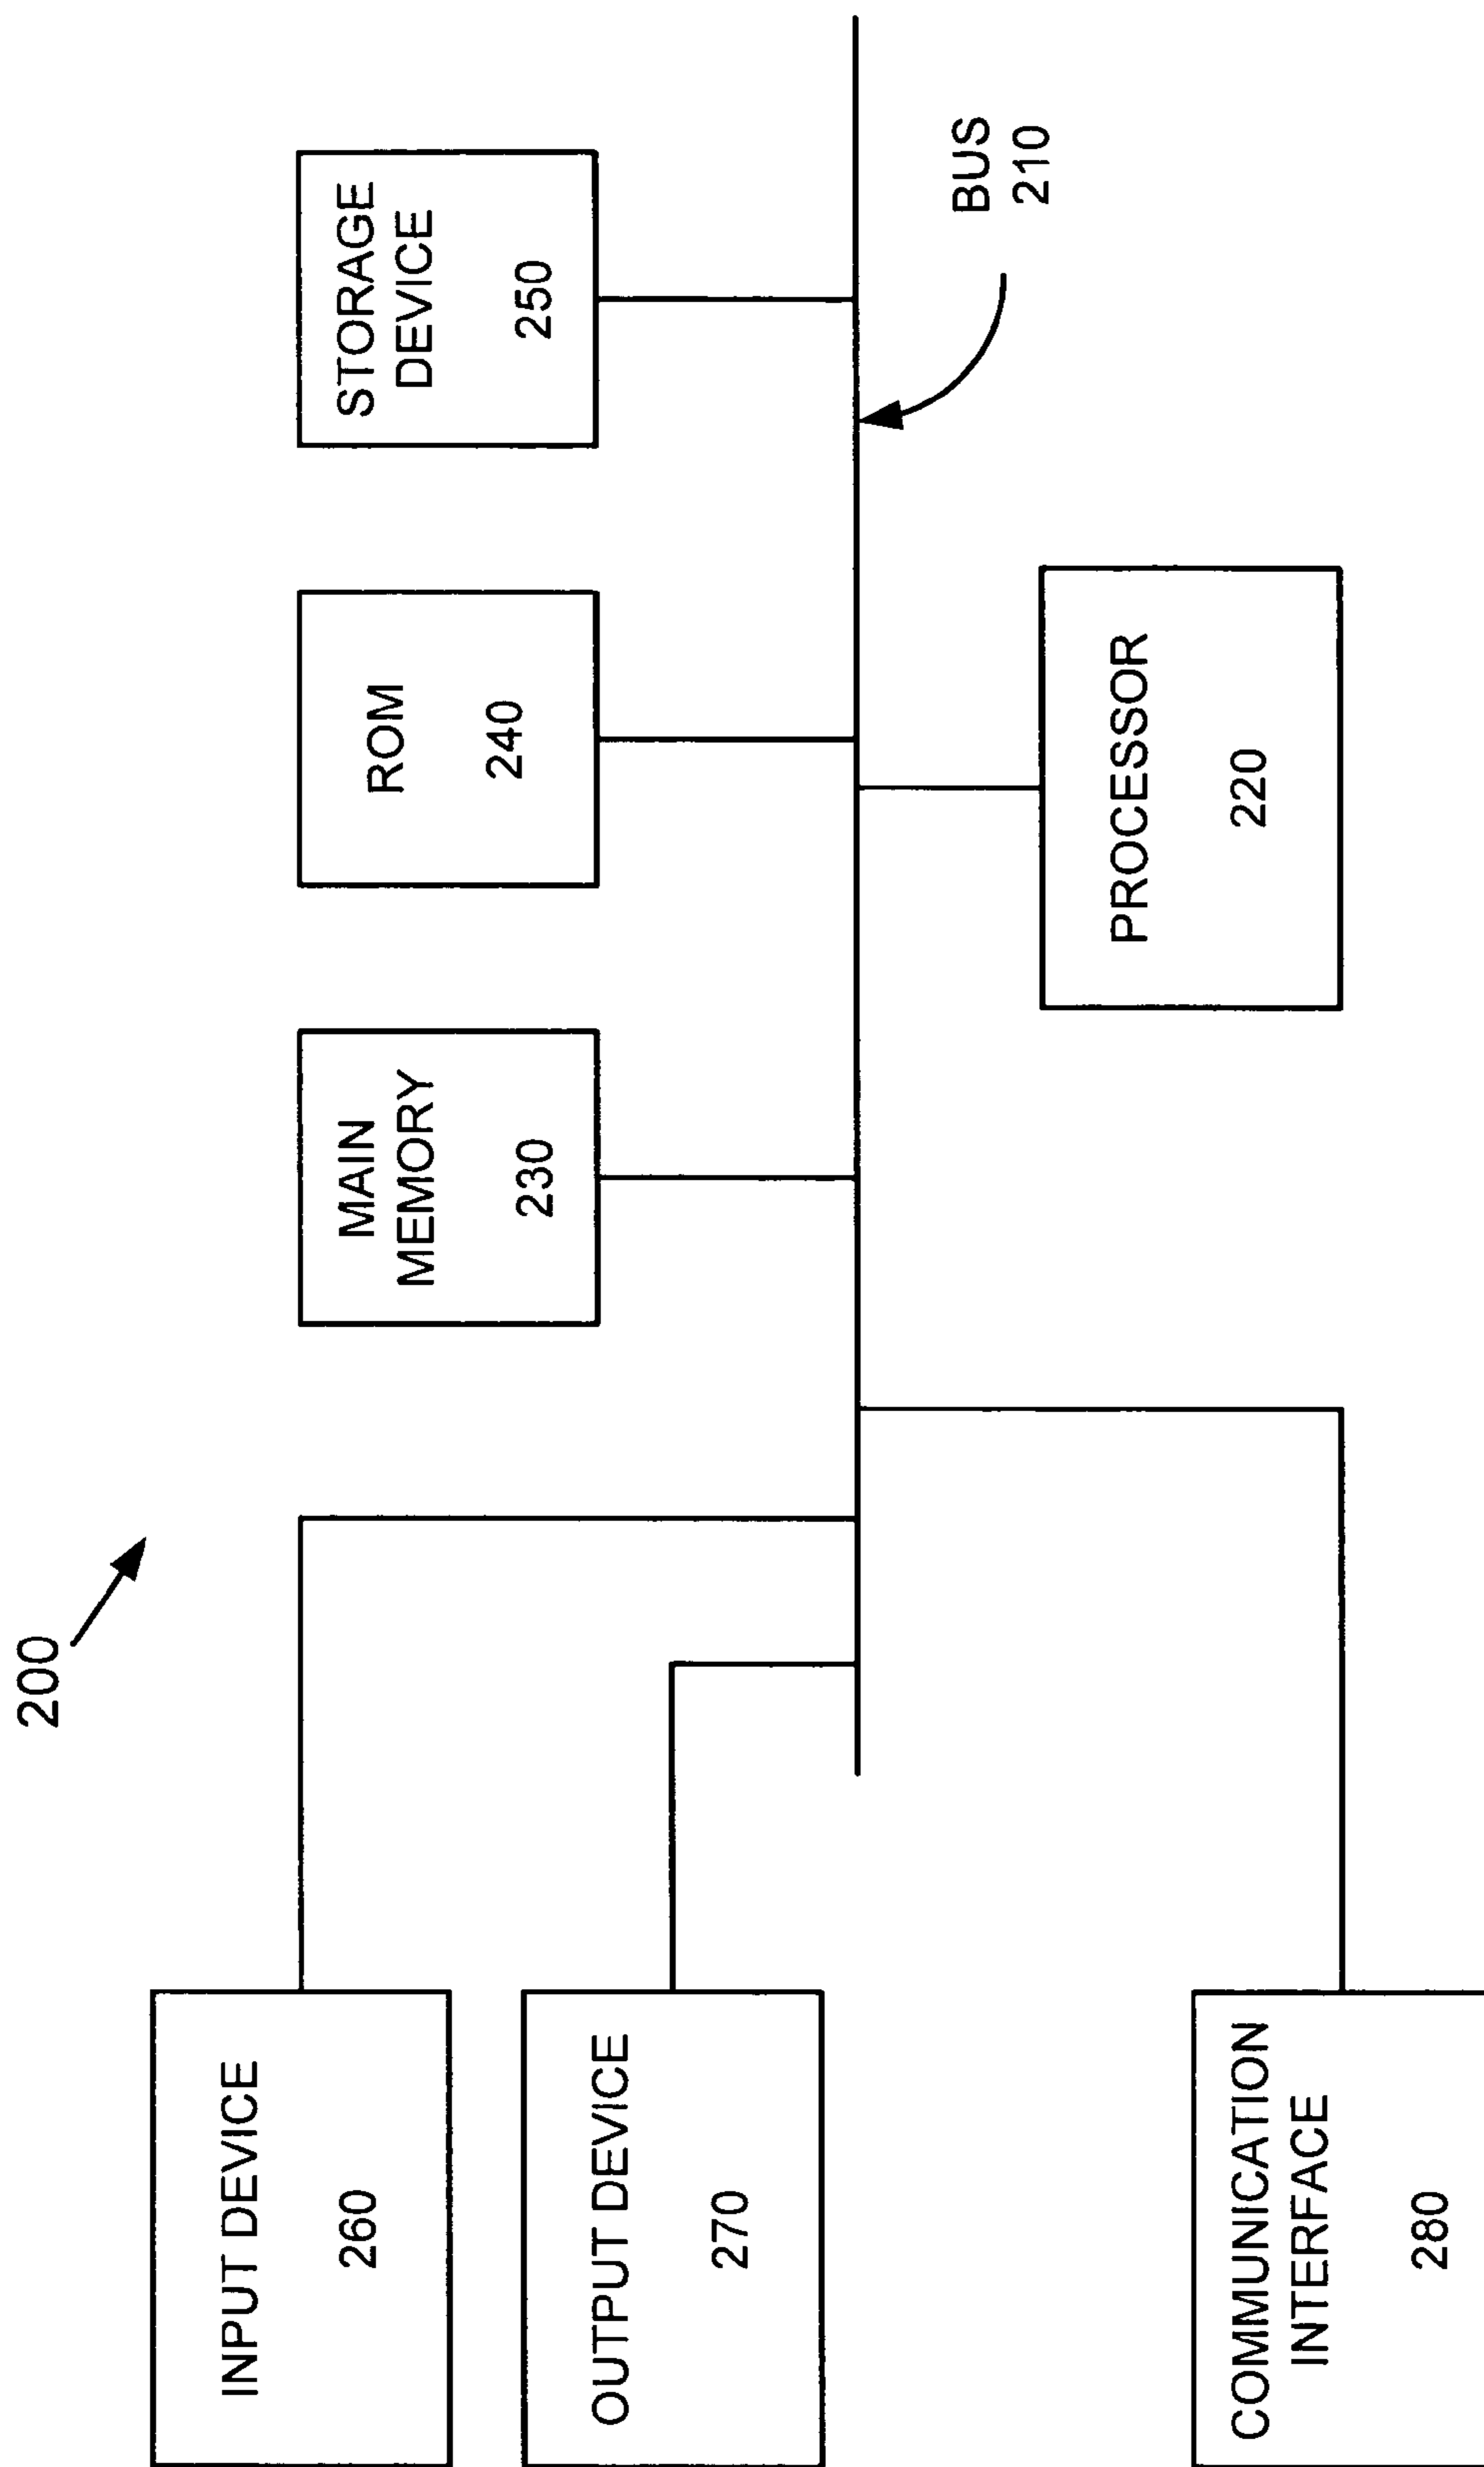 200
INPUT DEVICE
260
MAIN
MEMORY
230
ROM
240
STORAGE
DEVICE
250
OUTPUT DEVICE
270
BUS
210
PROCESSOR
220
COMMUNICATION
INTERFACE
280